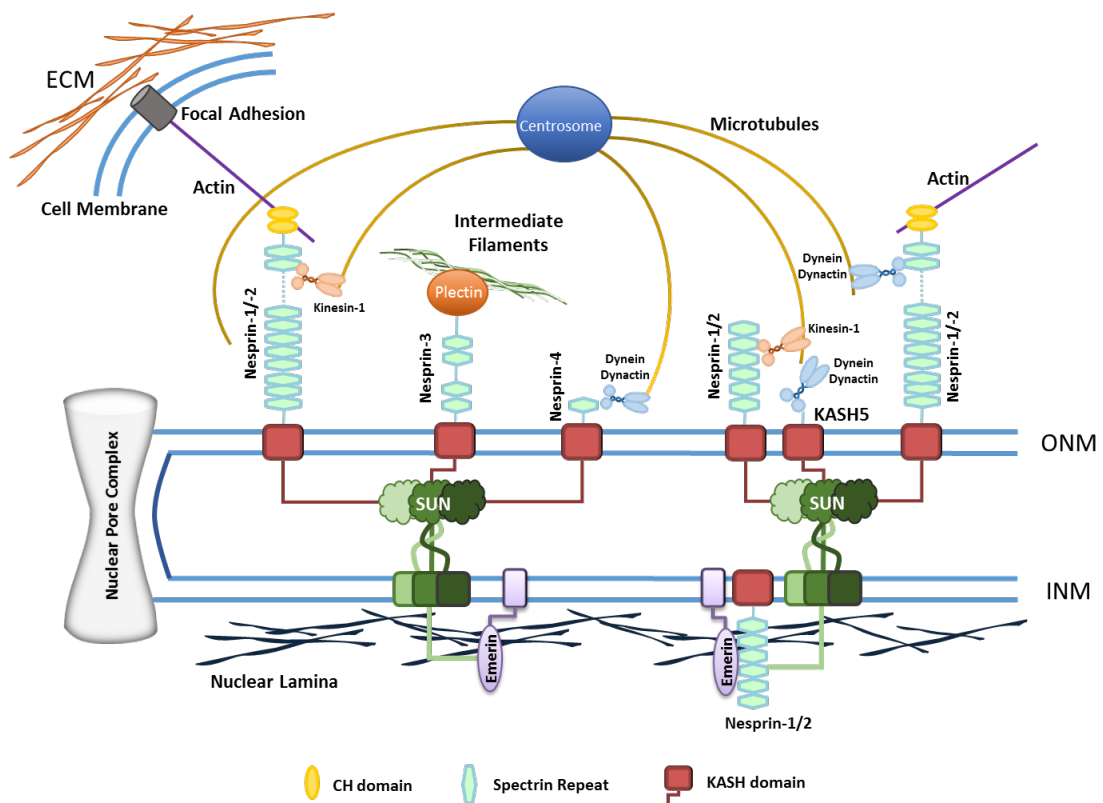 ECM
Focal Adhesion
Cell Membrane
Actin
Centrosome
Microtubules
Actin
Intermediate
Filaments
Plectin
Kinesin-1
Nesprin-1/-2
Nesprin-3
Nesprin-4
Dynein
Dynactin
Nesprin-1/2
Kinesin-1
Dynein
Dynactin
KASH5
Dynein
Dynactin
Nesprin-1/-2
ONM
Nuclear Pore Complex
SUN
SUN
INM
Emerin
Emerin
Nuclear Lamina
Nesprin-1/2
CH domain
Spectrin Repeat
KASH domain